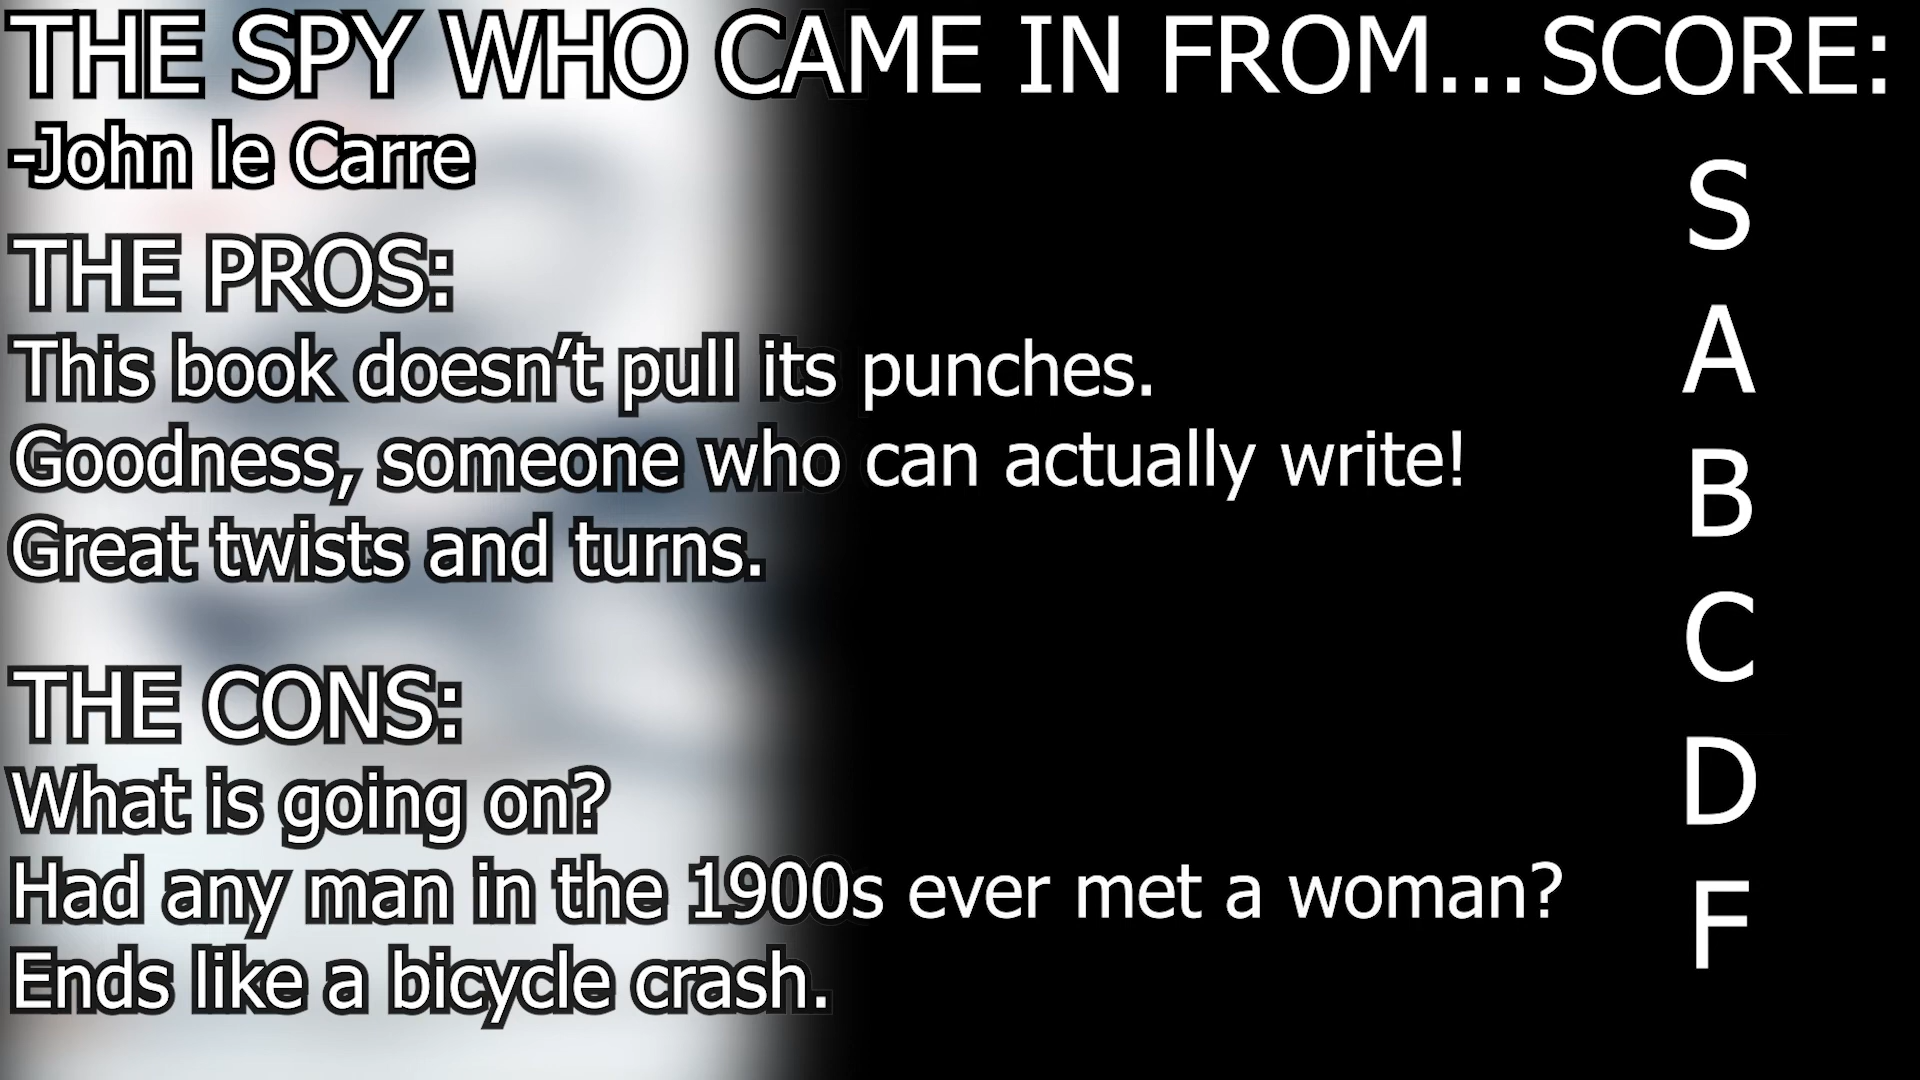 THE SPY WHO CAME IN FROM...
SCORE:
-John le Carre
THE PROS:
This book doesn’t pull its punches.
Goodness, someone who can actually write!
Great twists and turns.
THE CONS:
What is going on?
Had any man in the 1900s ever met a woman?
Ends like a bicycle crash.
S
A
B
C
D
F